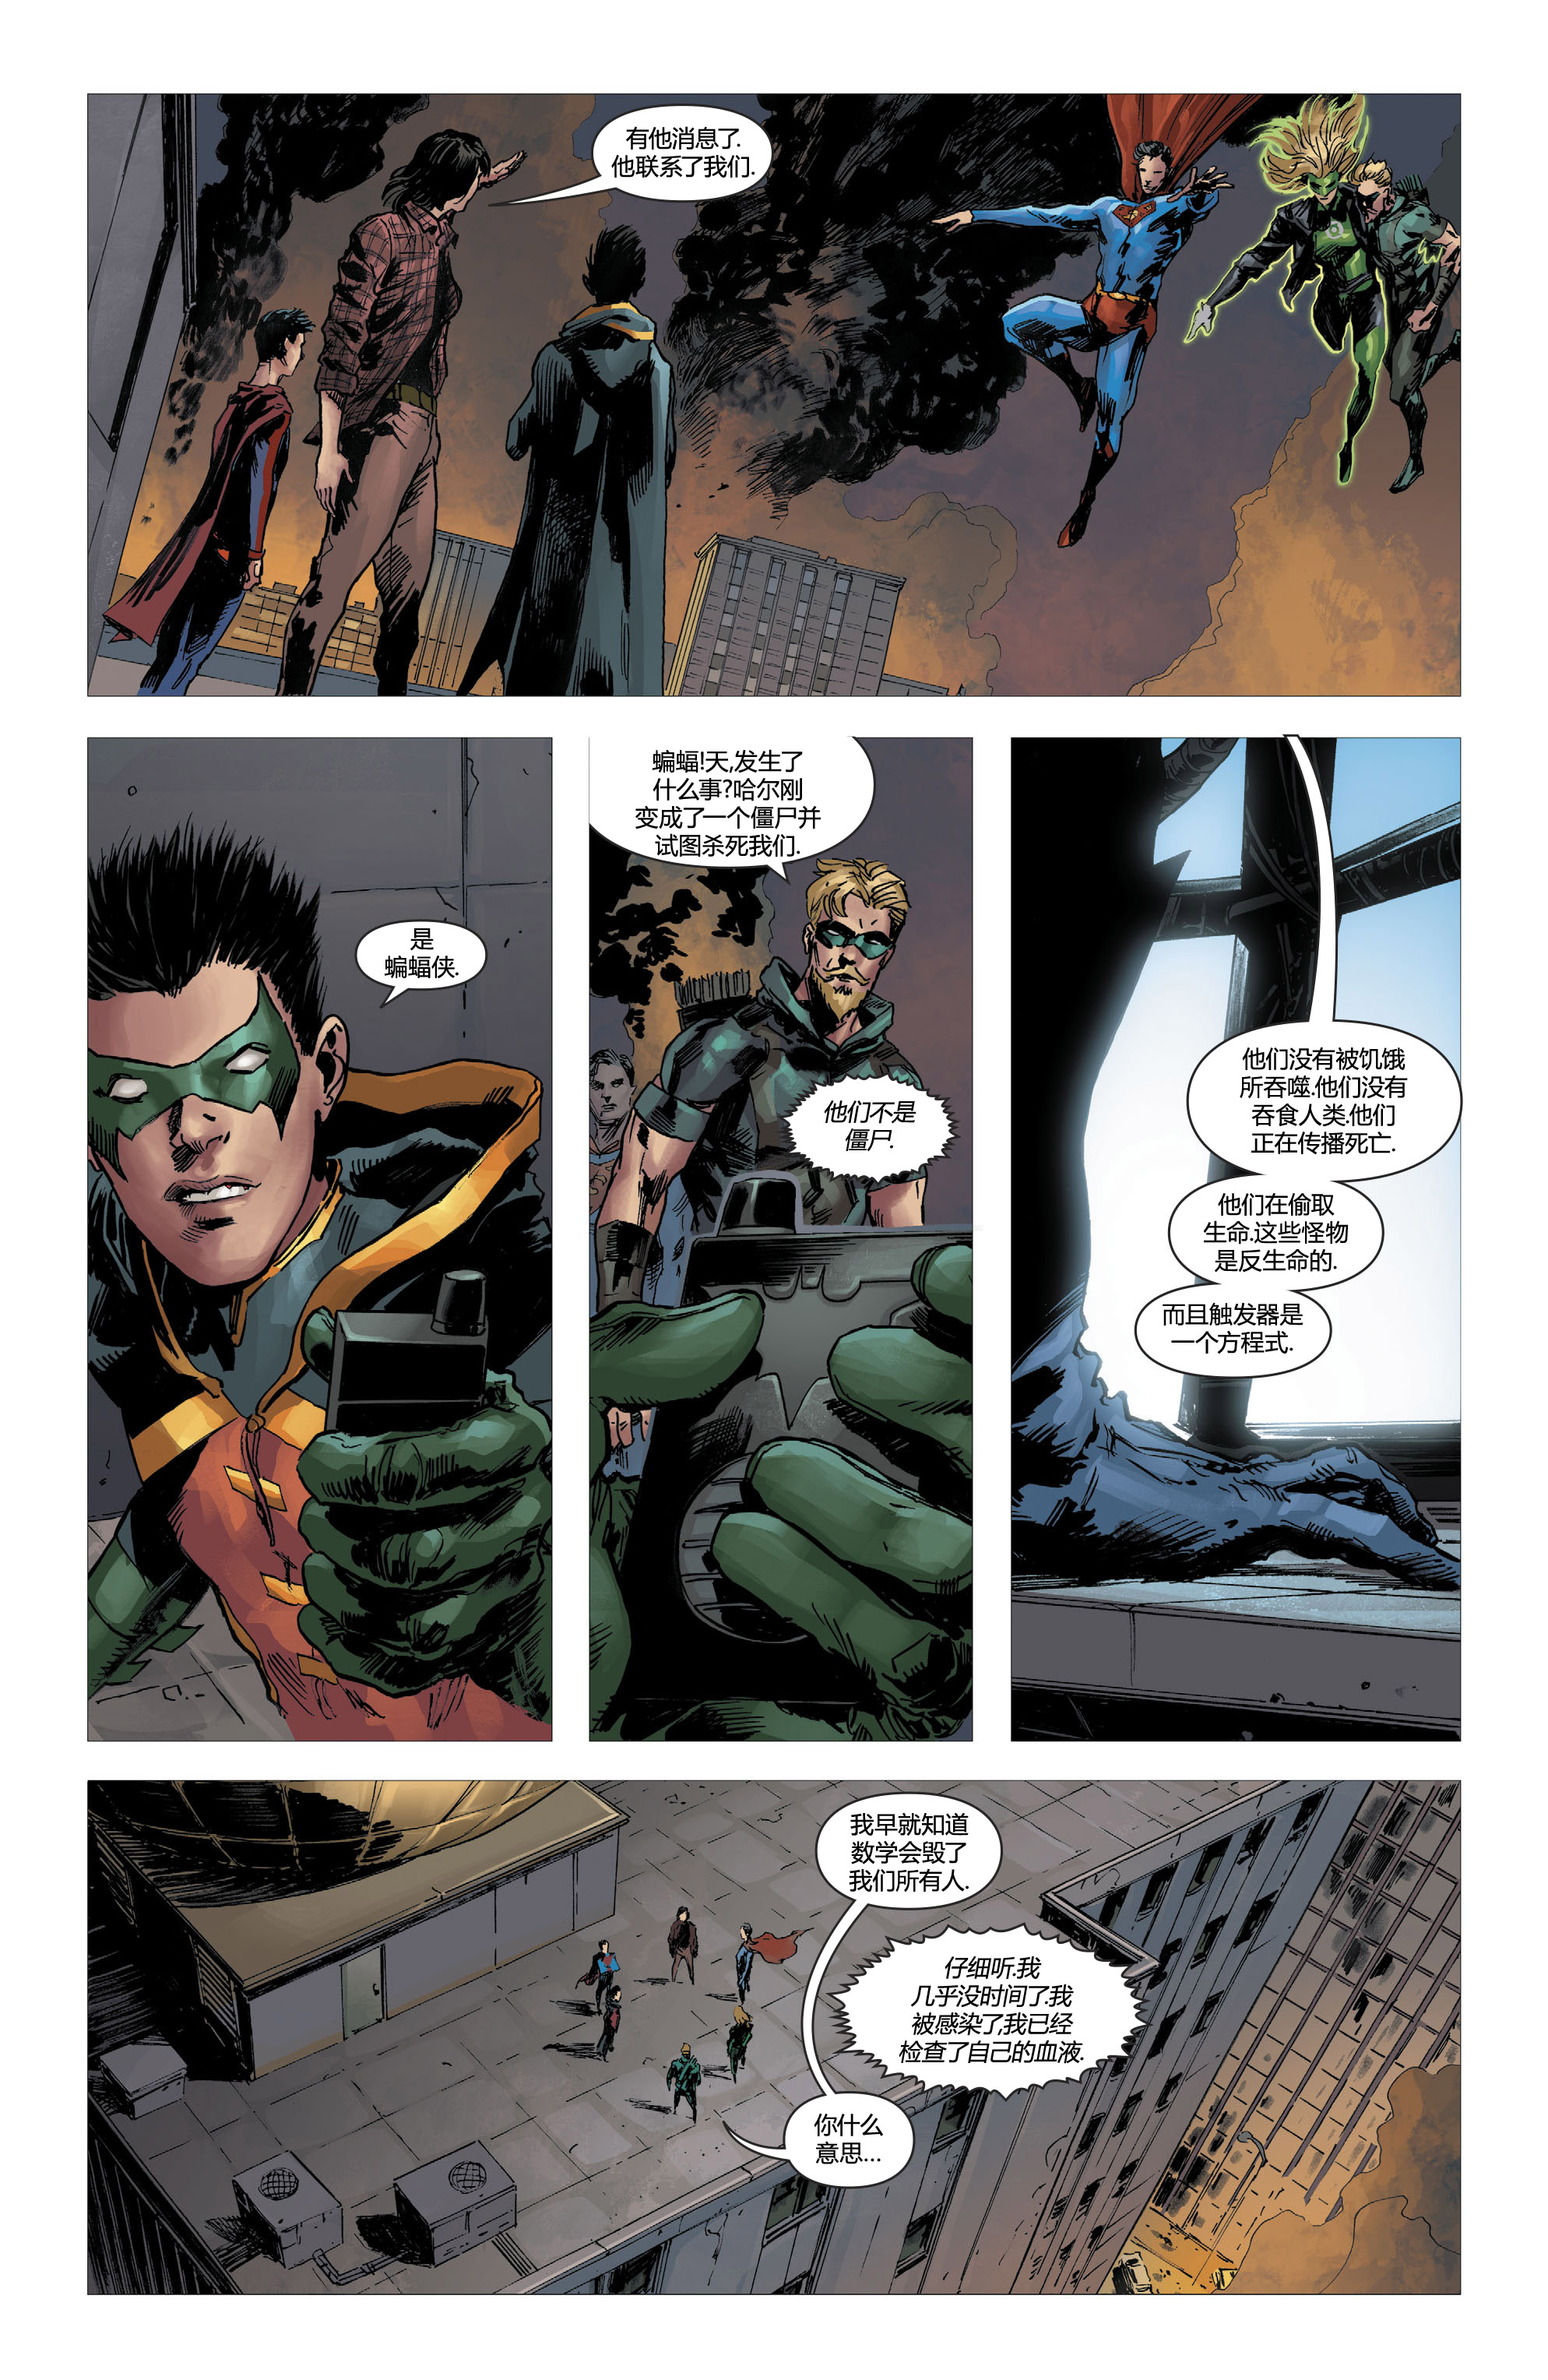 有他消息了.
他联系了我们.
是
蝙蝠侠.
蝙蝠!天,发生了
什么事?哈尔刚
变成了一个僵尸并
试图杀死我们.
他们不是
僵尸.
他们没有被饥饿
所吞噬.他们没有
吞食人类.他们
正在传播死亡.
他们在偷取
生命.这些怪物
是反生命的.
而且触发器是
一个方程式.
我早就知道
数学会毁了
我们所有人.
仔细听.我
几乎没时间了.我
被感染了,我已经
检查了自己的血液.
你什么
意思...